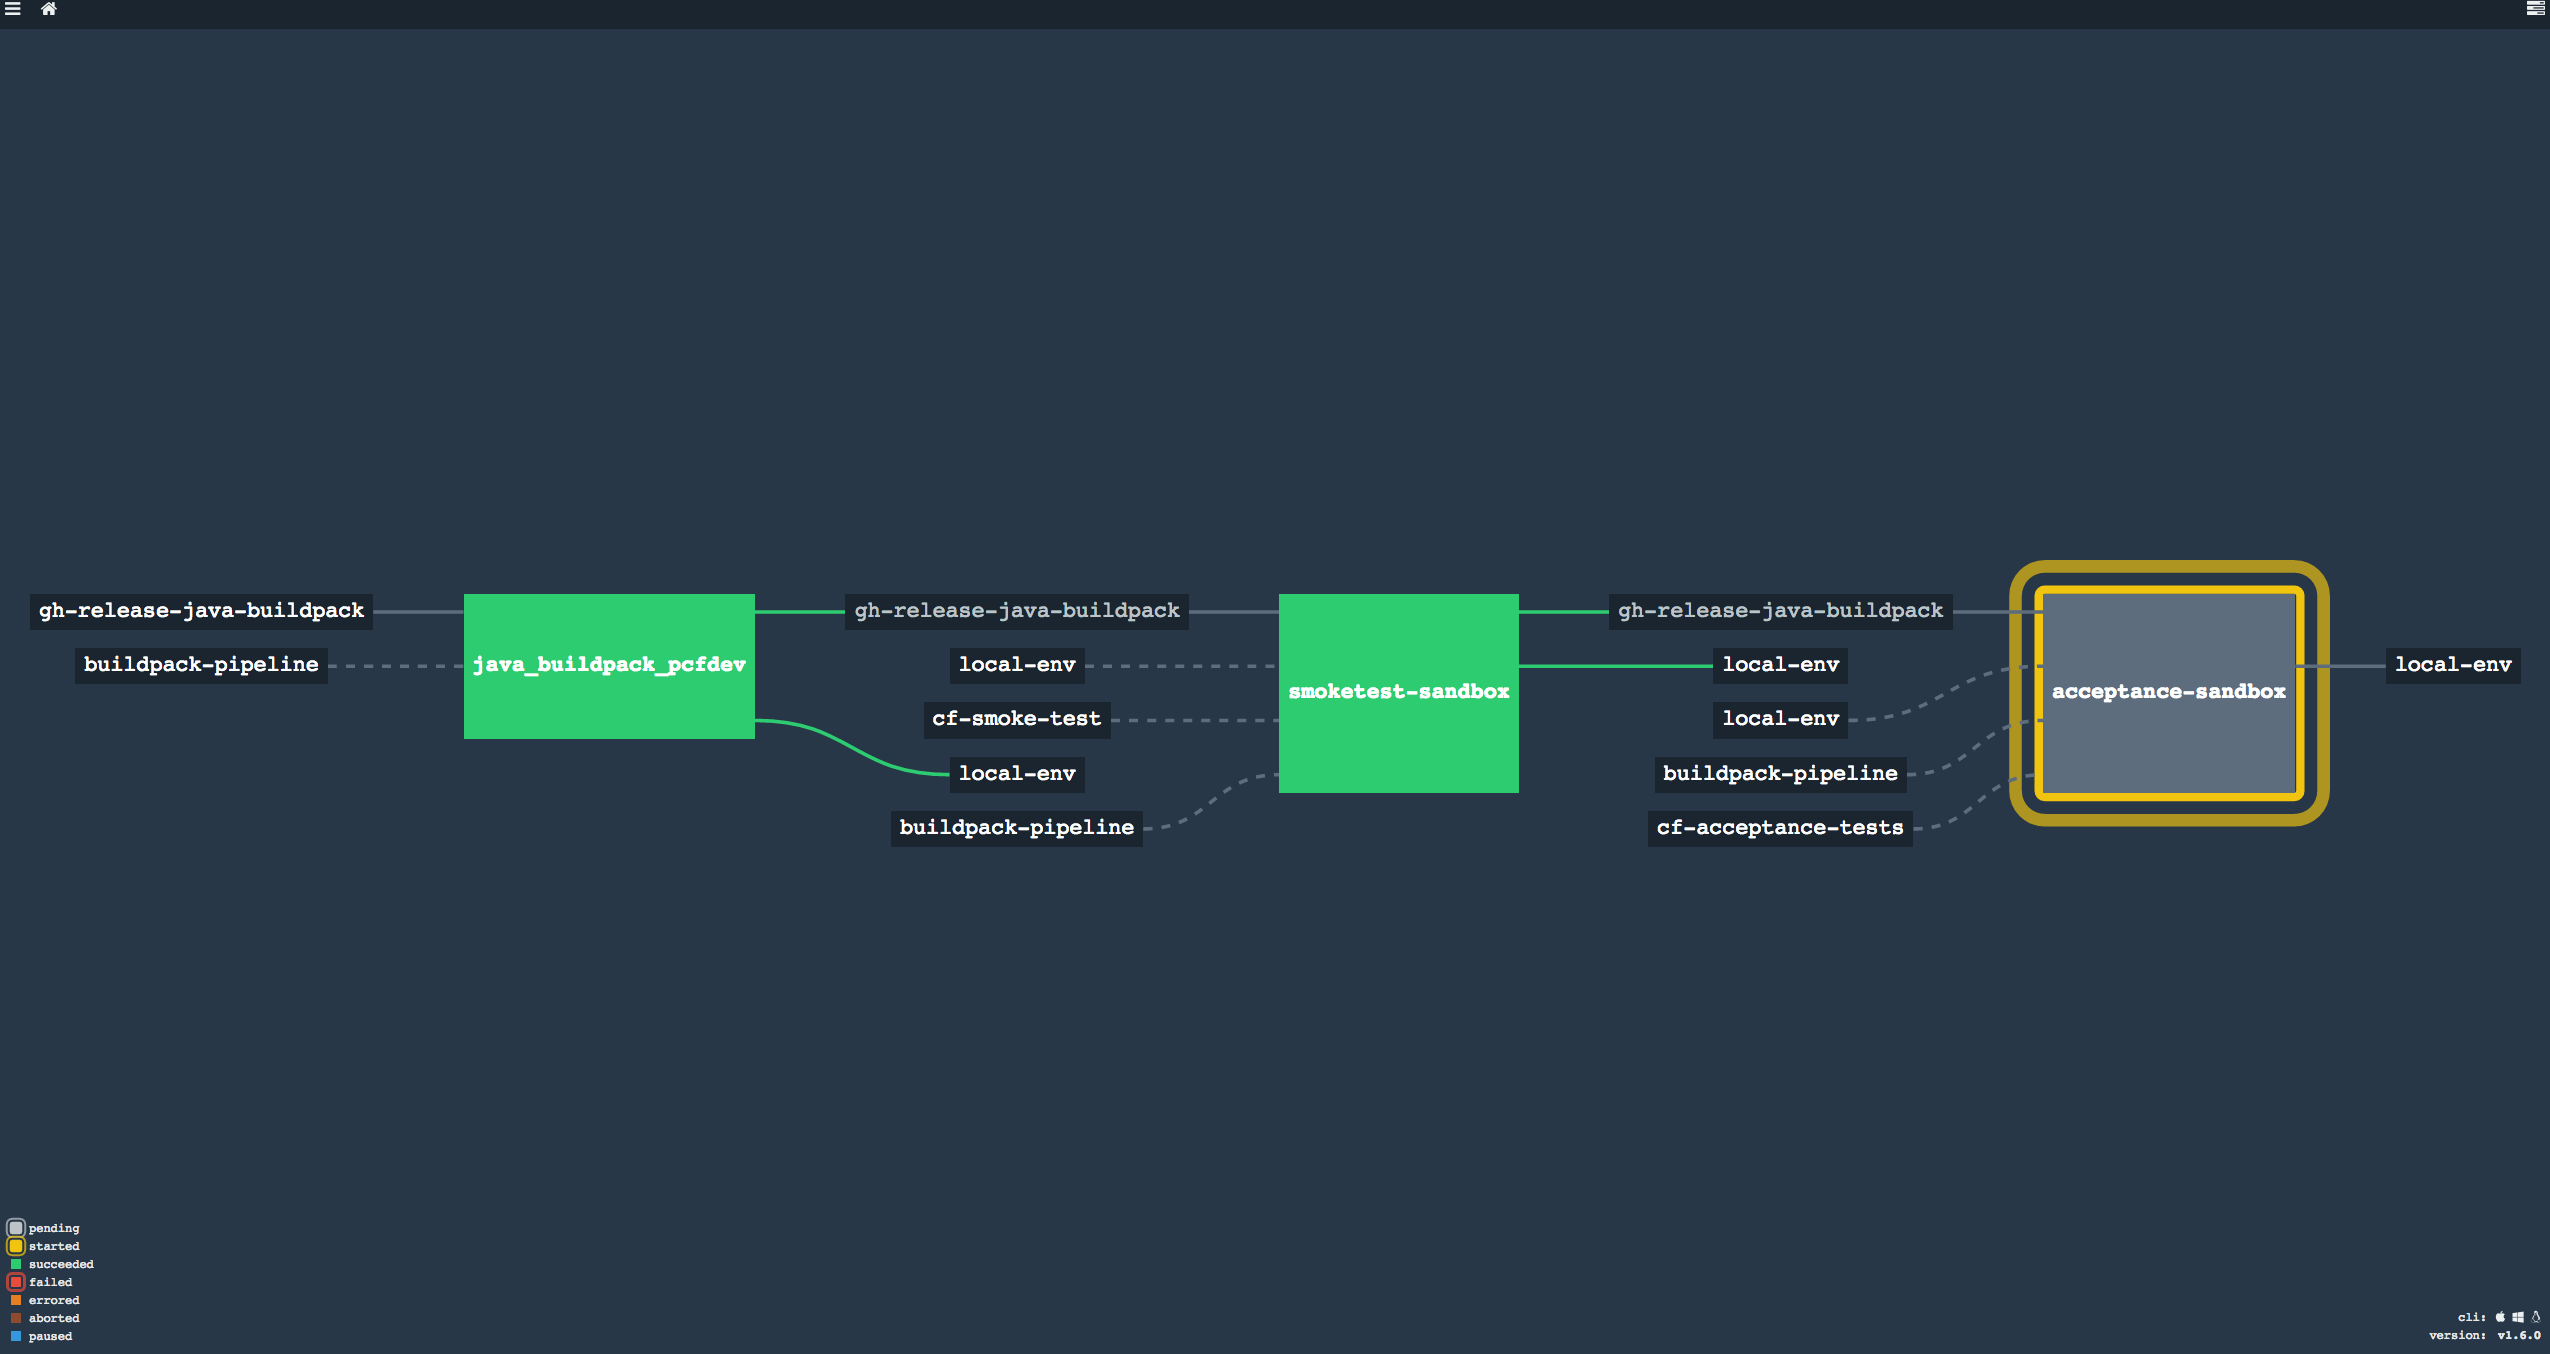 gh-release-java-buildpack
buildpack-pipeline
java_buildpack_pcfdev
gh-release-java-buildpack
local-env
cf-smoke-test
local-env
buildpack-pipeline
smoketest-sandbox
gh-release-java-buildpack
local-env
local-env
buildpack-pipeline
cf-acceptance-tests
acceptance-sandbox
local-env
pending
started
succeeded
failed
errored
aborted
paused
cli:
version: v1.6.0